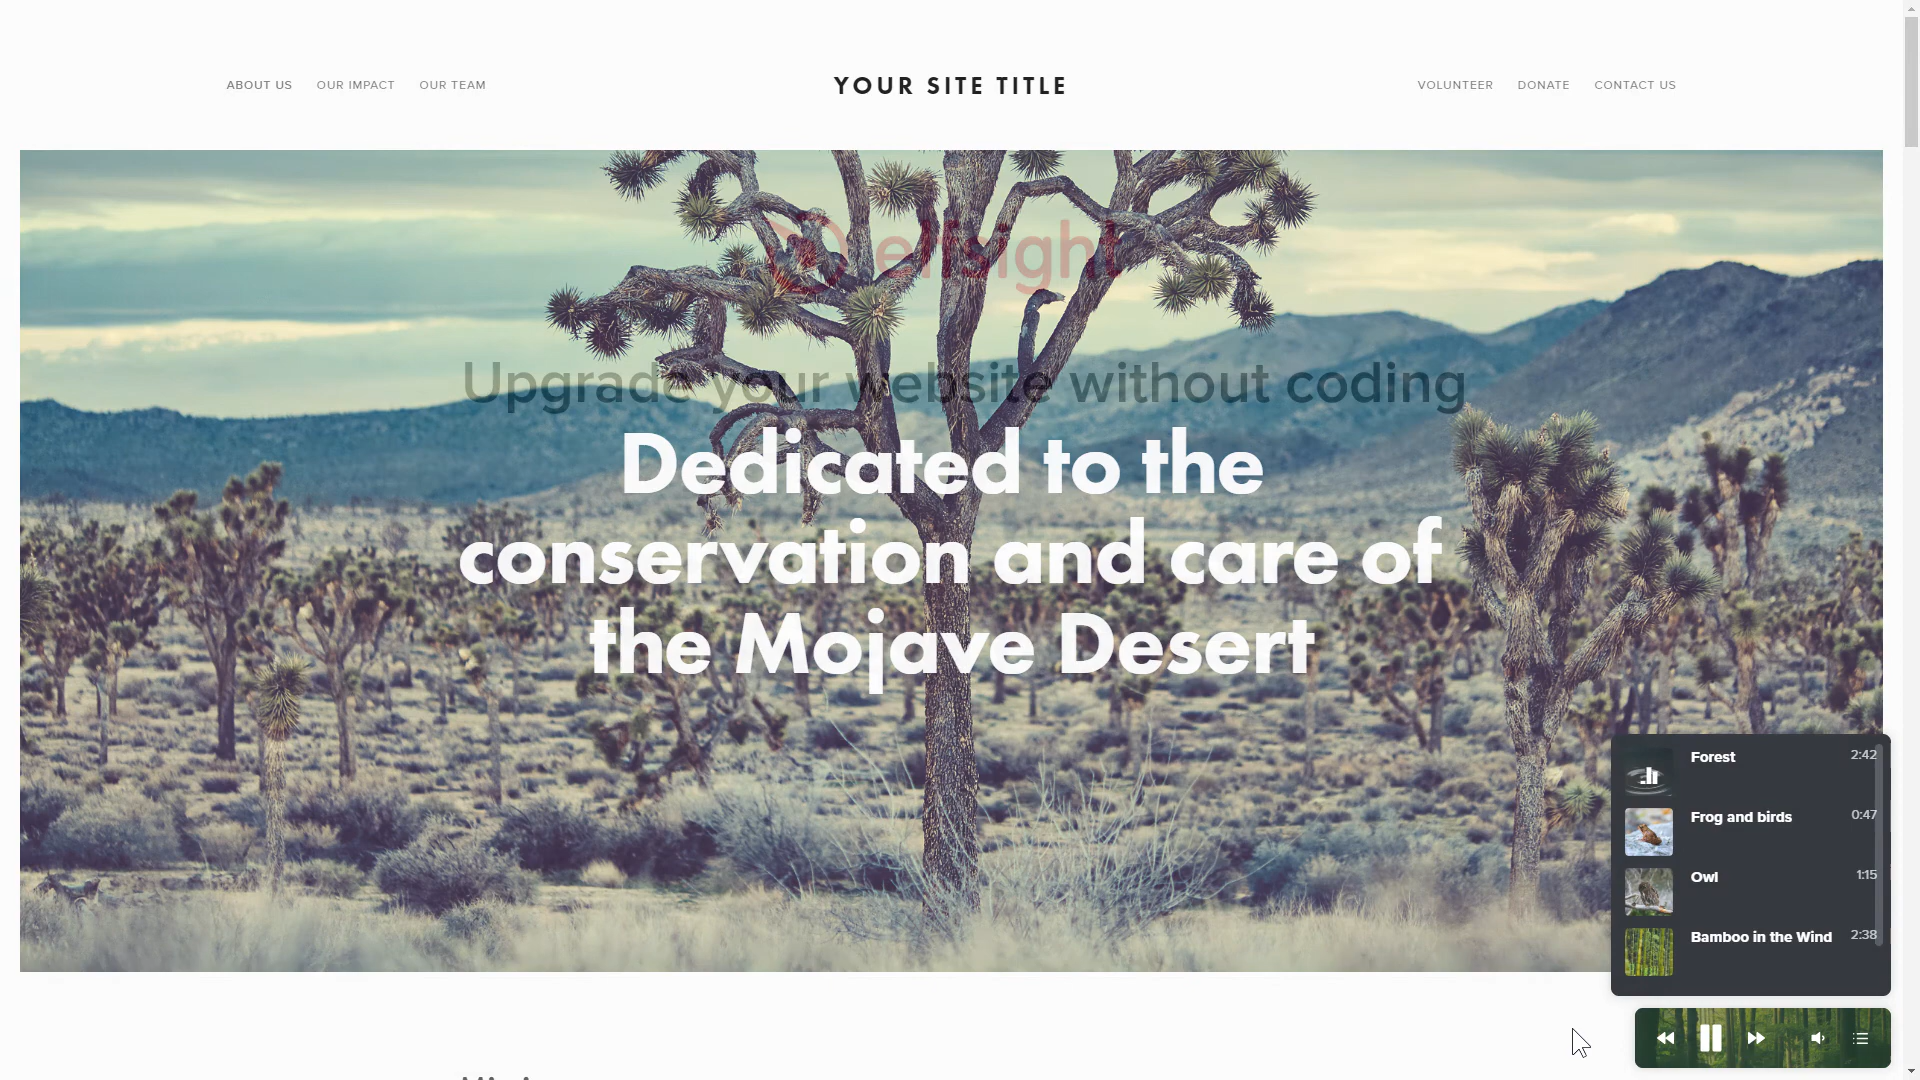 ABOUT US OUR IMPACT OUR TEAM
YOUR SITE TITLE
VOLUNTEER DONATE CONTACT US
elfsight
Upgrade your website without coding
Dedicated to the
conservation and care of
the Mojave Desert
Forest 2:42
Frog and birds 0:47
Owl 1:15
Bamboo in the Wind 2:38